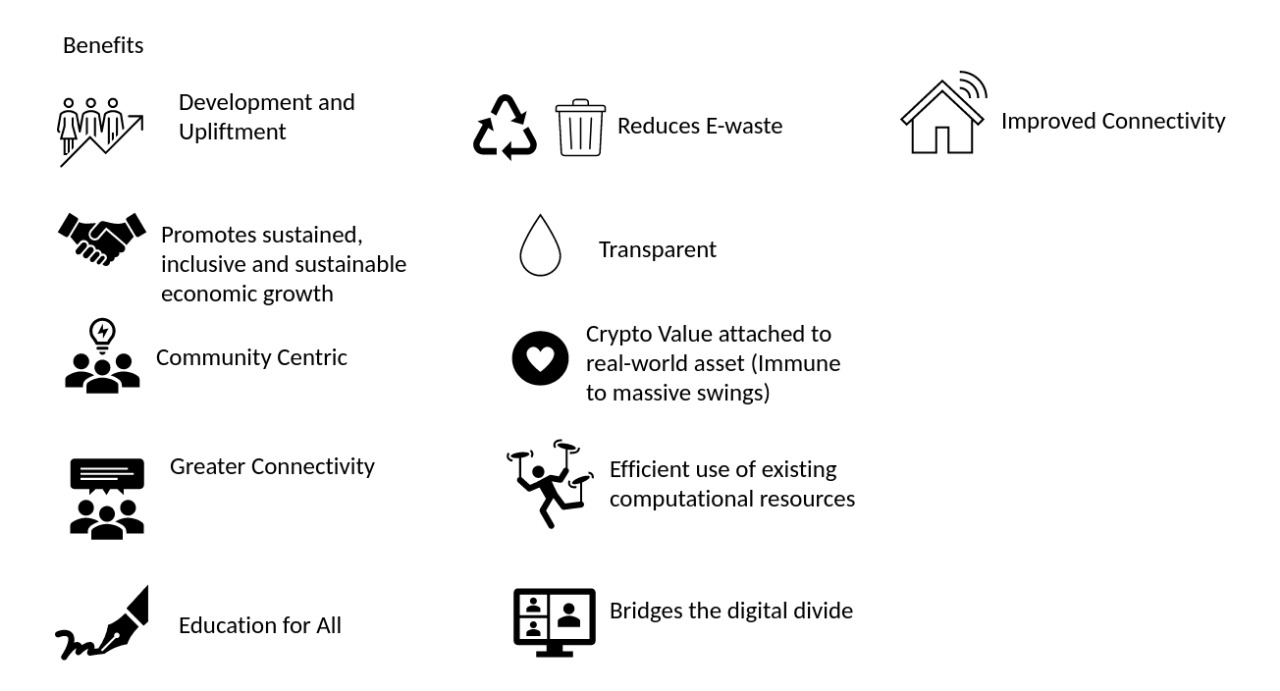 Benefits
Development and
Upliftment
Promotes sustained,
inclusive and sustainable
economic growth
Community Centric
Greater Connectivity
Education for All
Reduces E-waste
Transparent
Crypto Value attached to
real-world asset (Immune
to massive swings)
Efficient use of existing
computational resources
Bridges the digital divide
Improved Connectivity